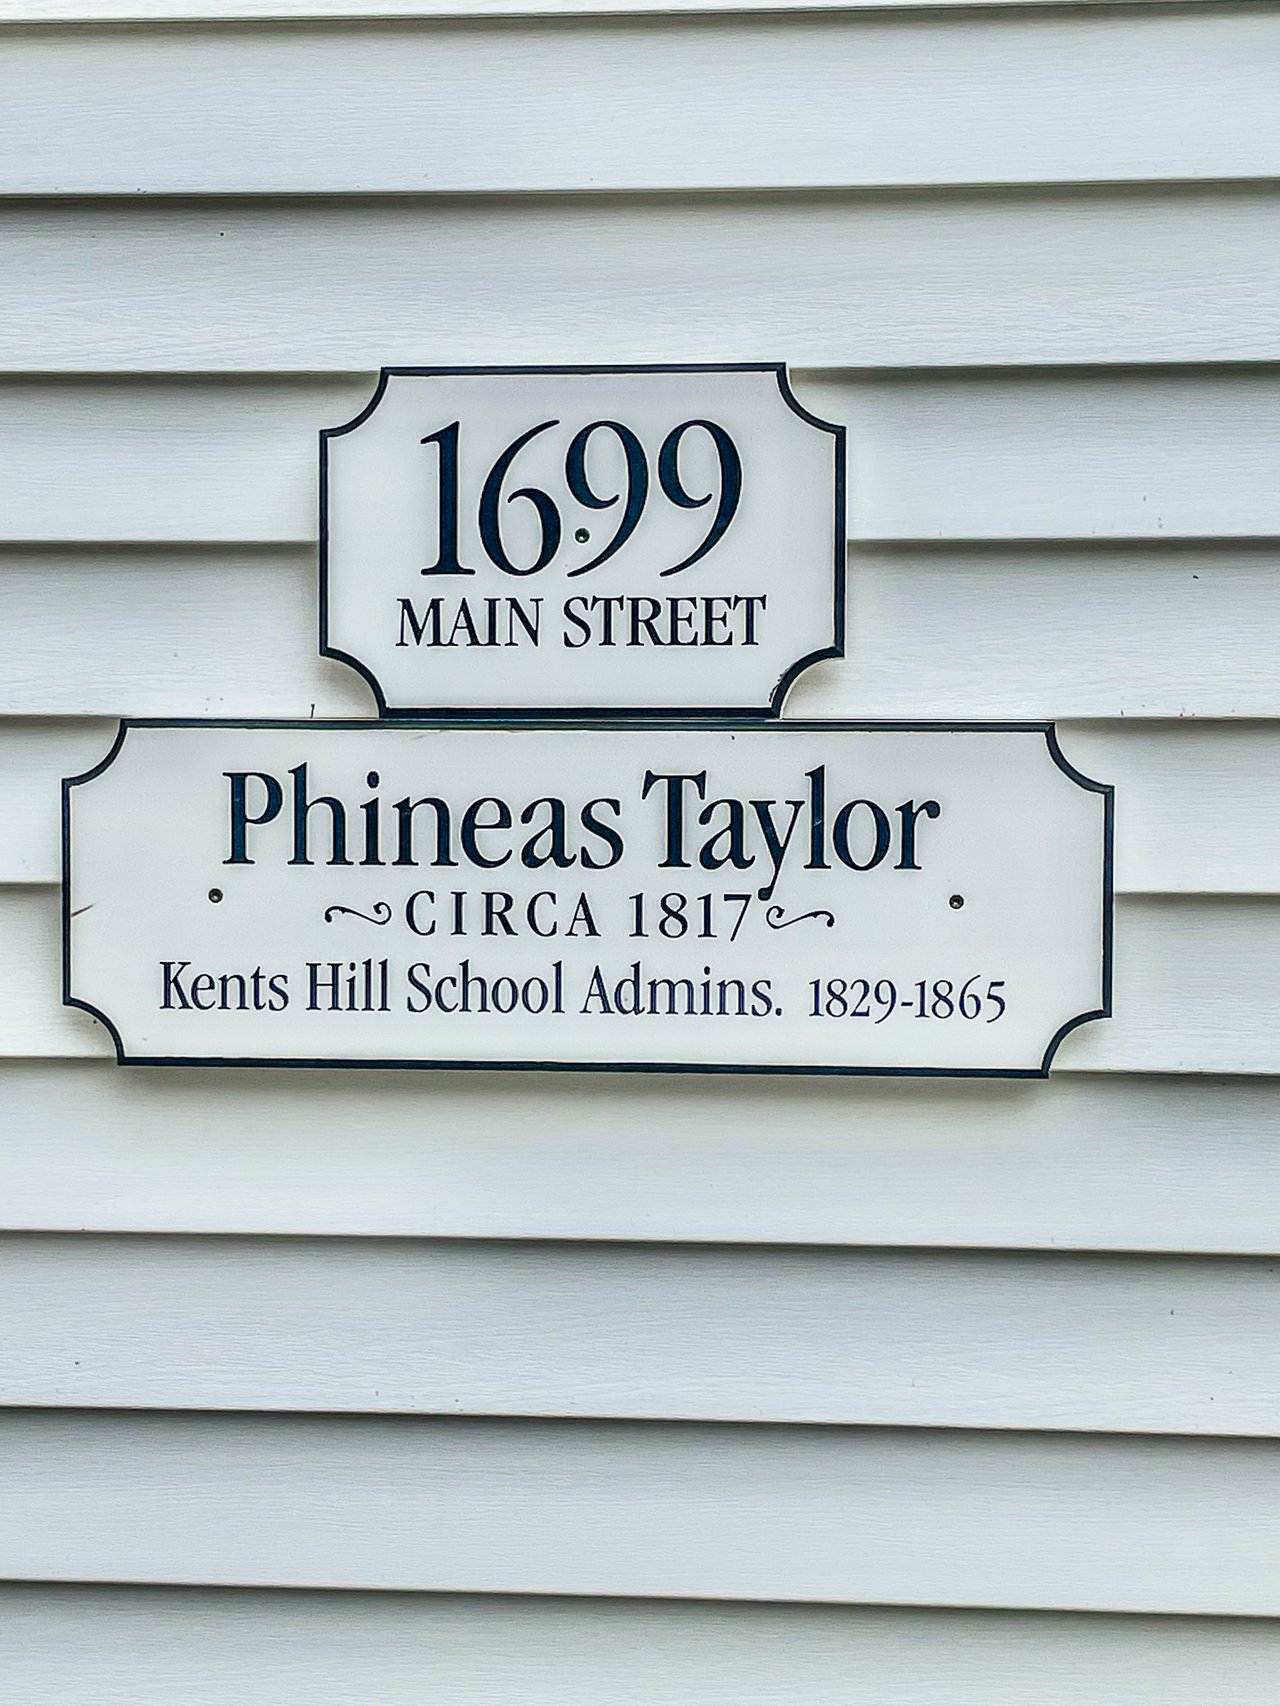 1699
MAIN STREET
Phineas Taylor
~CIRCA 1817~
Kents Hill School Admins. 1829-1865